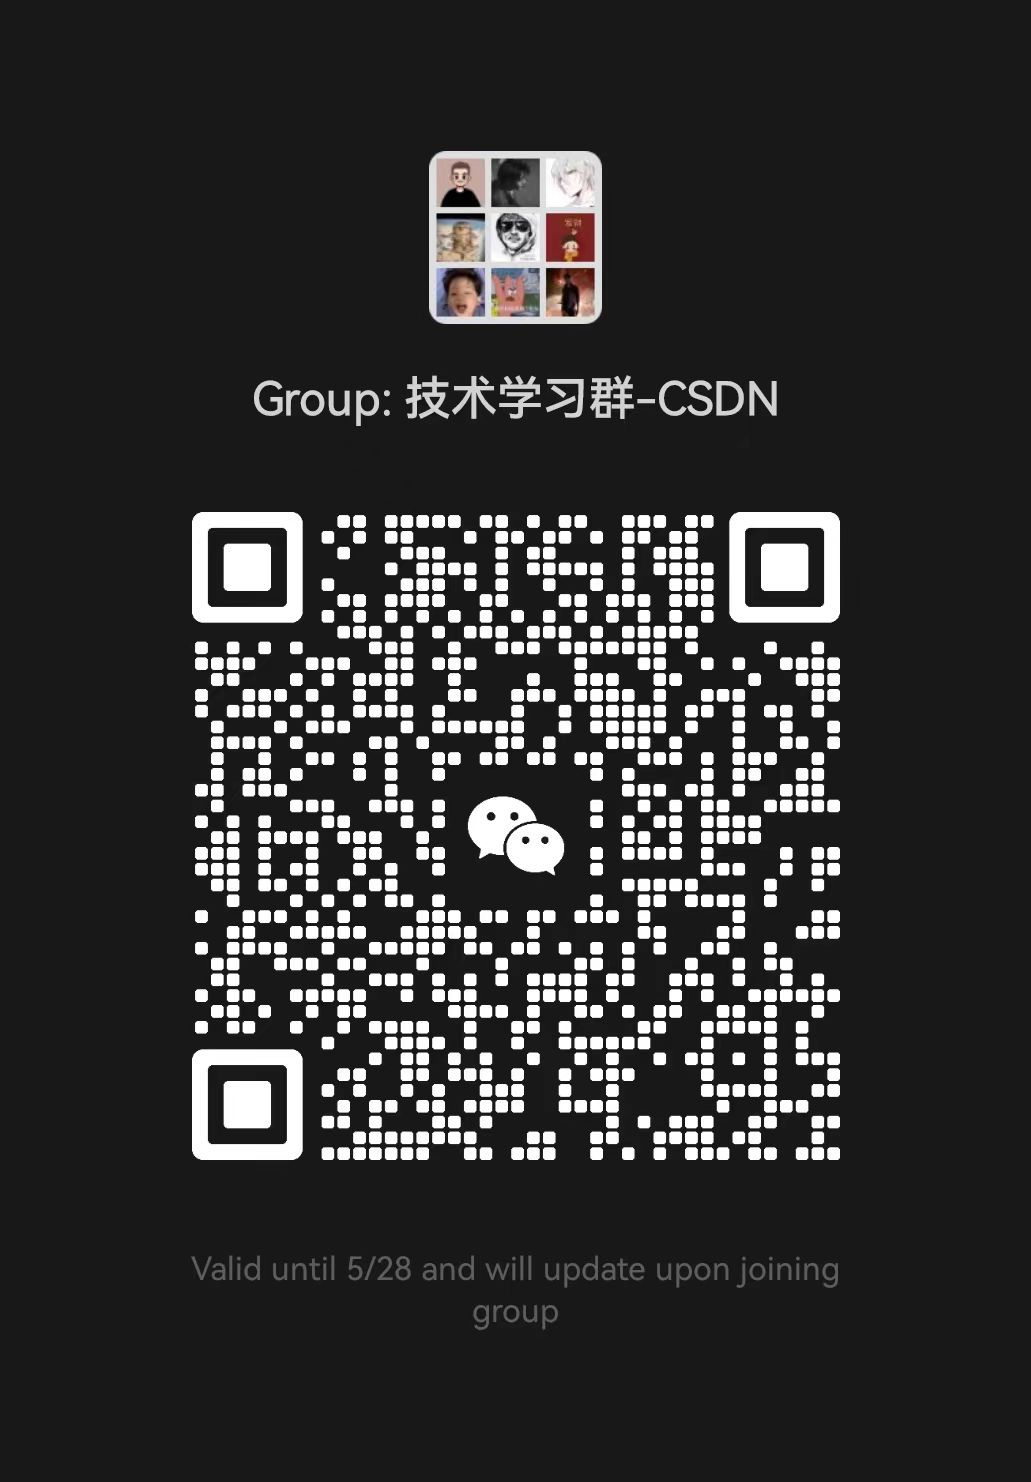 Group: 技术学习群-CSDN
Valid until 5/28 and will update upon joining
group